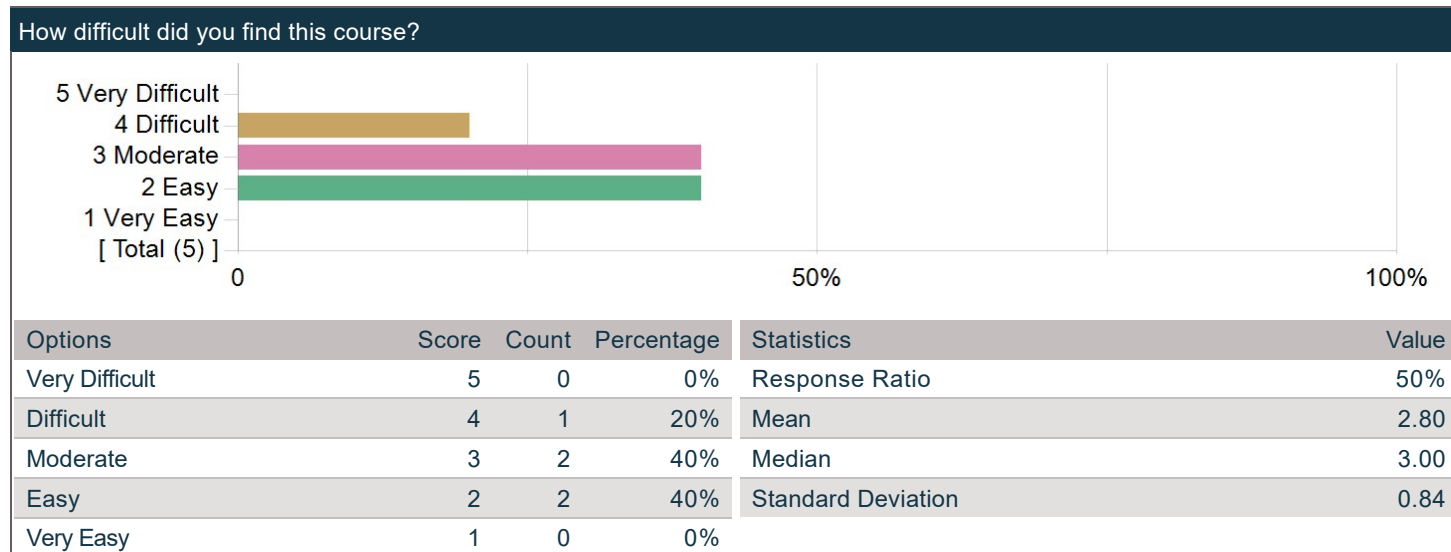 How difficult did you find this course?
5 Very Difficult
4 Difficult
3 Moderate
2 Easy
1 Very Easy
[ Total (5) ]
0 50% 100%
Options Score Count Percentage
Very Difficult 5 0 0%
Difficult 4 1 20%
Moderate 3 2 40%
Easy 2 2 40%
Very Easy 1 0 0%
Statistics Value
Response Ratio 50%
Mean 2.80
Median 3.00
Standard Deviation 0.84